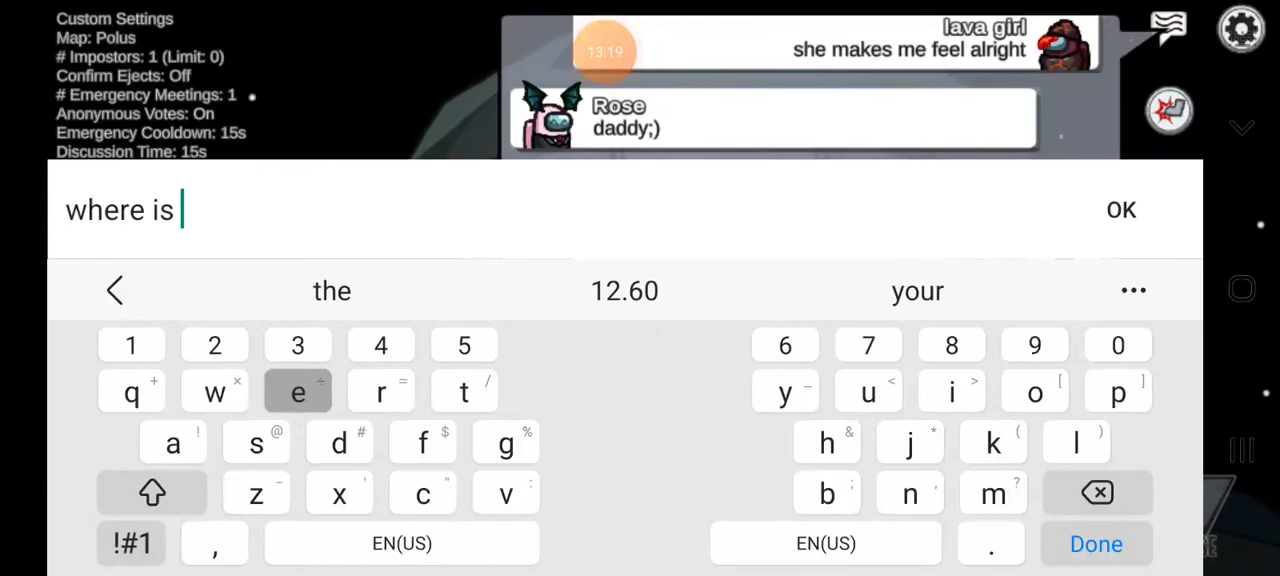 Custom Settings
Map: Polus
# Impostors: 1 (Limit: 0)
Confirm Ejects: Off
# Emergency Meetings: 1
Anonymous Votes: On
Emergency Cooldown: 15s
Discussion Time: 15s
13:19
lava girl
she makes me feel alright
Rose
daddy;)
where is
OK
the 12.60 your ...
1 2 3 4 5 6 7 8 9 0
q + w × e ÷ r = t / y _ u < i > o [ p ]
a ! s @ d # f $ g % h & j * k ( l )
z - x ' c " v : b ; n , m ?
!#1 , EN(US) EN(US) . Done